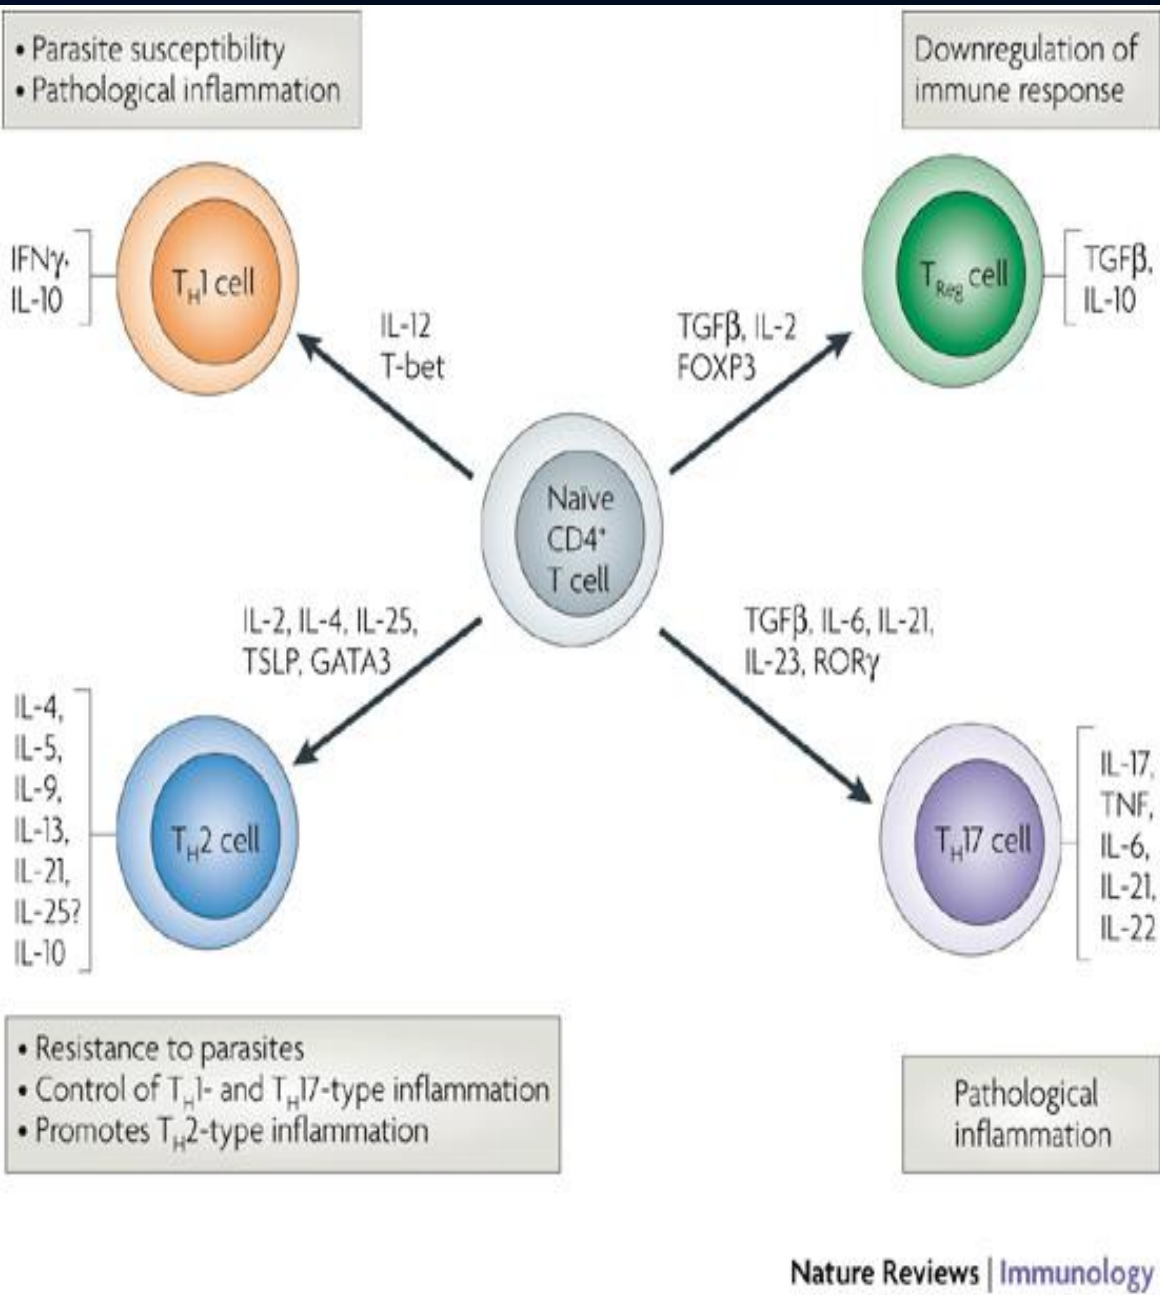 • Parasite susceptibility
• Pathological inflammation
Downregulation of
immune response
IFNγ,
IL-10
TH1 cell
IL-12
T-bet
TGFβ, IL-2
FOXP3
TReg cell
TGFβ,
IL-10
Naïve
CD4+
T cell
IL-2, IL-4, IL-25,
TSLP, GATA3
TGFβ, IL-6, IL-21,
IL-23, RORγ
IL-4,
IL-5,
IL-9,
IL-13,
IL-21,
IL-25?
IL-10
TH2 cell
TH17 cell
IL-17,
TNF,
IL-6,
IL-21,
IL-22
• Resistance to parasites
• Control of TH1- and TH17-type inflammation
• Promotes TH2-type inflammation
Pathological
inflammation
Nature Reviews | Immunology